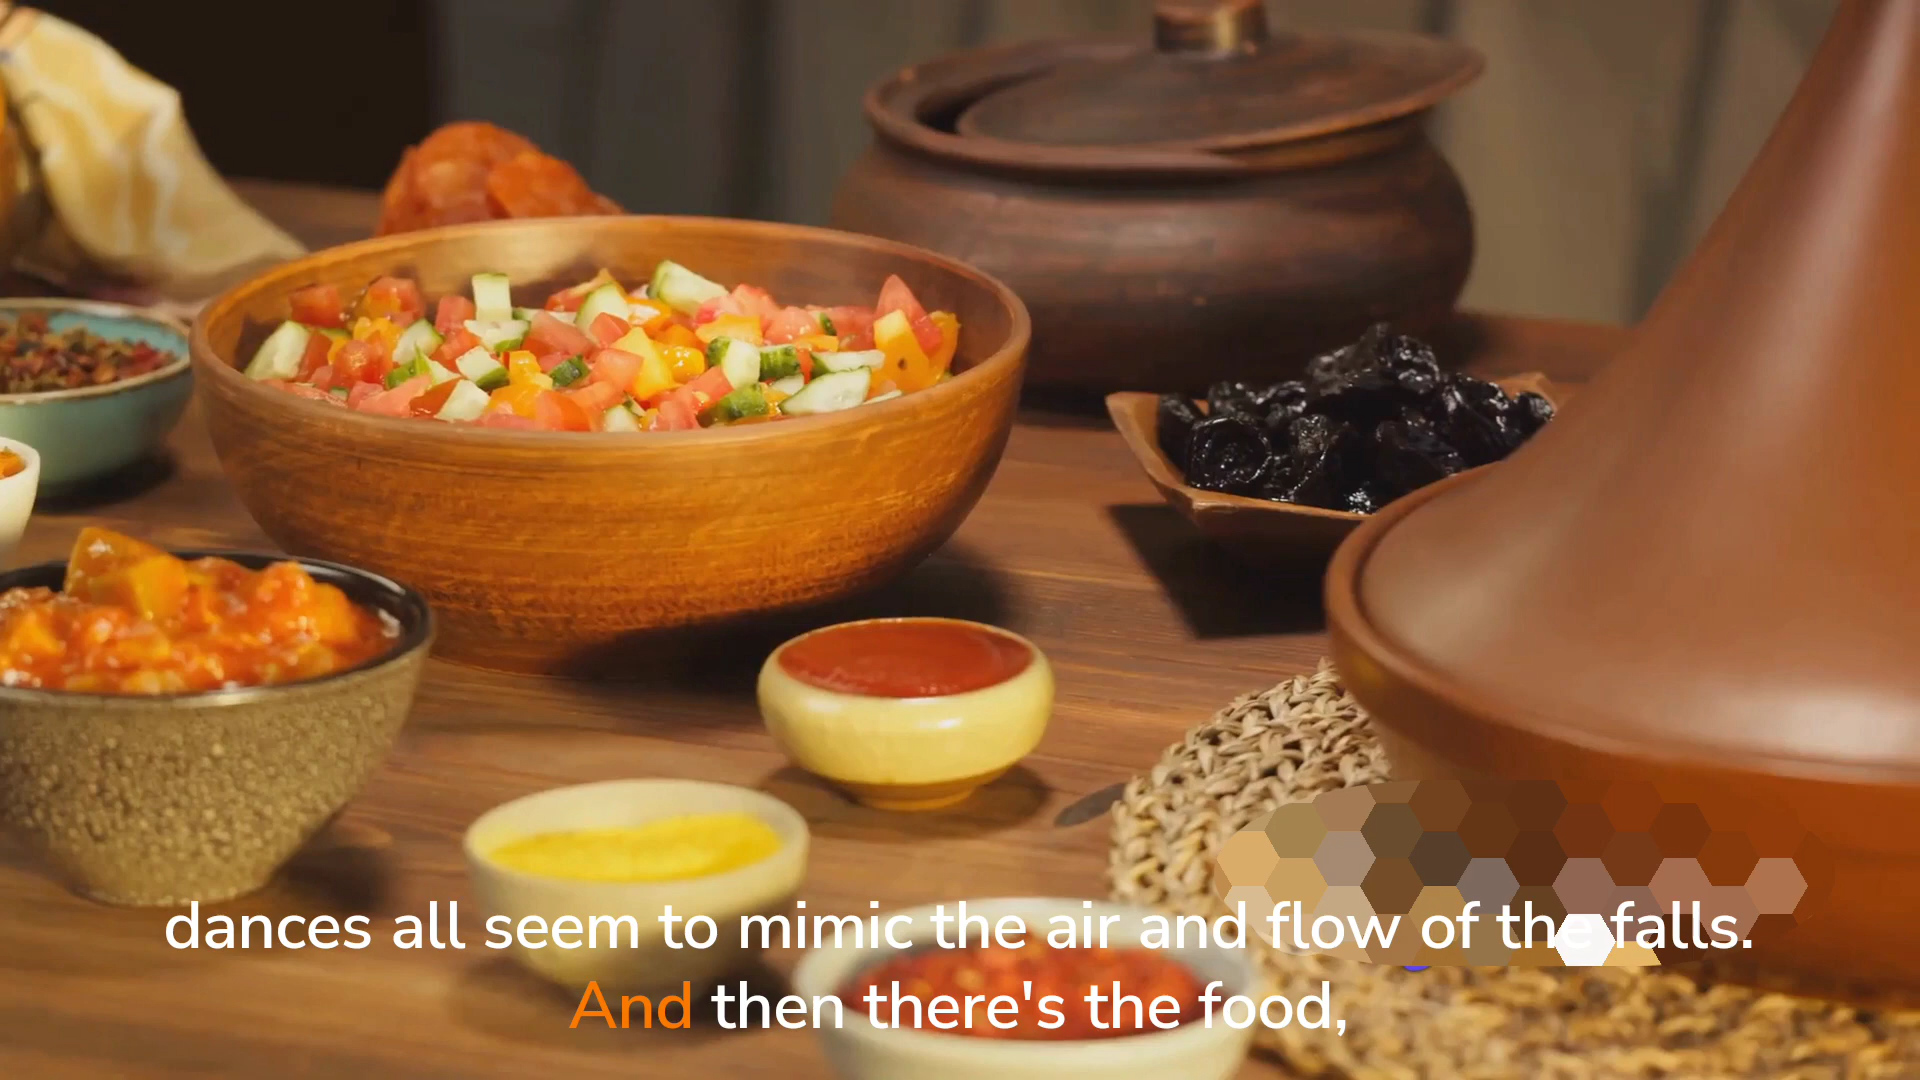 dances all seem to mimic the air and flow of the falls.
And then there's the food,